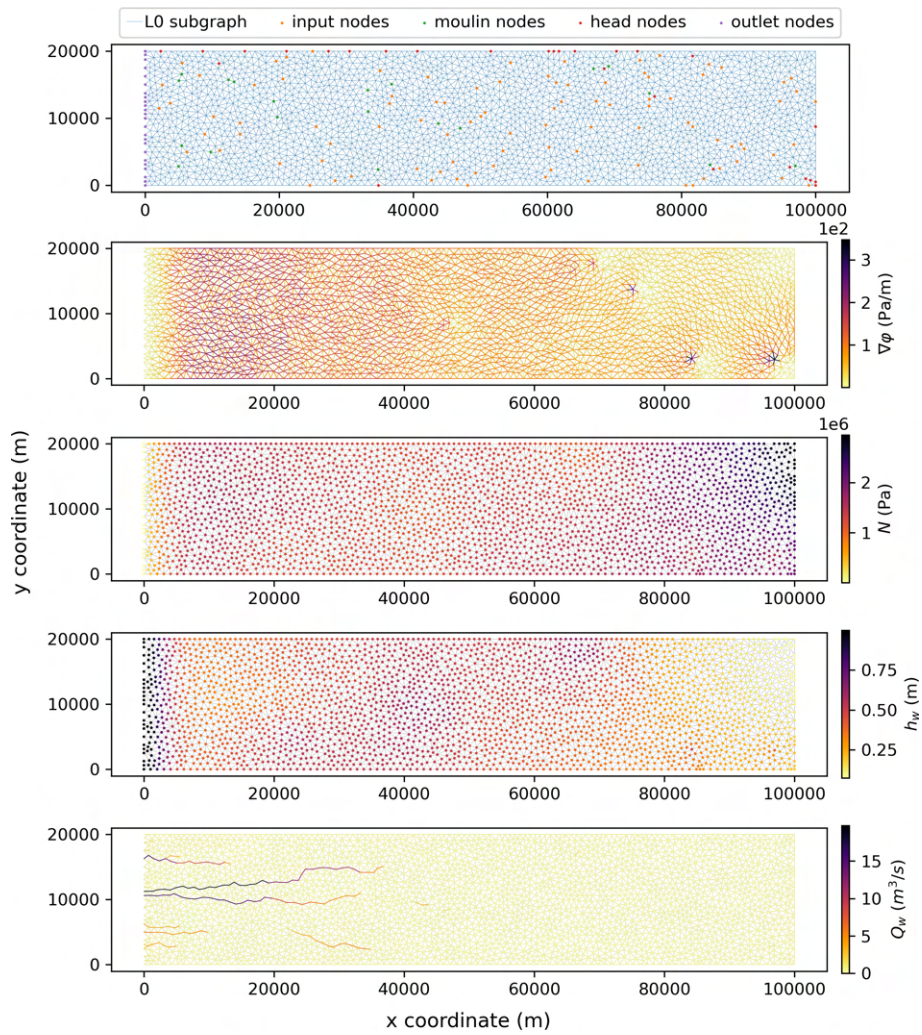 L0 subgraph input nodes moulin nodes head nodes outlet nodes
20000
10000
0
0 20000 40000 60000 80000 100000
1e2
20000
10000
0
0 20000 40000 60000 80000 100000
3
2
1
∇φ (Pa/m)
1e6
20000
10000
0
0 20000 40000 60000 80000 100000
2
1
N (Pa)
y coordinate (m)
20000
10000
0
0 20000 40000 60000 80000 100000
0.75
0.50
0.25
h_w (m)
20000
10000
0
0 20000 40000 60000 80000 100000
15
10
5
0
Q_w (m³/s)
x coordinate (m)